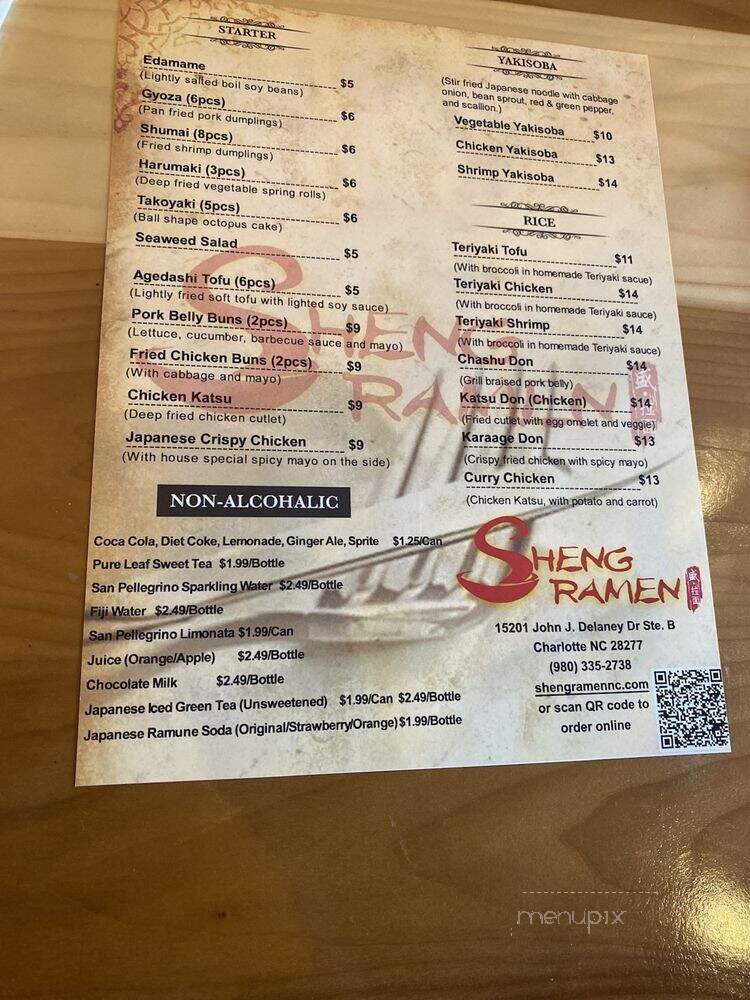 STARTER
Edamame $5
(Lightly salted boil soy beans)
Gyoza (6pcs) $6
(Pan fried pork dumplings)
Shumai (8pcs) $6
(Fried shrimp dumplings)
Harumaki (3pcs) $6
(Deep fried vegetable spring rolls)
Takoyaki (5pcs) $6
(Ball shape octopus cake)
Seaweed Salad $5
Agedashi Tofu (6pcs) $5
(Lightly fried soft tofu with lighted soy sauce)
Pork Belly Buns (2pcs) $9
(Lettuce, cucumber, barbecue sauce and mayo)
Fried Chicken Buns (2pcs) $9
(With cabbage and mayo)
Chicken Katsu $9
(Deep fried chicken cutlet)
Japanese Crispy Chicken $9
(With house special spicy mayo on the side)
NON-ALCOHALIC
Coca Cola, Diet Coke, Lemonade, Ginger Ale, Sprite $1.25/Can
Pure Leaf Sweet Tea $1.99/Bottle
San Pellegrino Sparkling Water $2.49/Bottle
Fiji Water $2.49/Bottle
San Pellegrino Limonata $1.99/Can
Juice (Orange/Apple) $2.49/Bottle
Chocolate Milk $2.49/Bottle
Japanese Iced Green Tea (Unsweetened) $1.99/Can $2.49/Bottle
Japanese Ramune Soda (Original/Strawberry/Orange) $1.99/Bottle
YAKISOBA
(Stir fried Japanese noodle with cabbage
onion, bean sprout, red & green pepper,
and scallion.)
Vegetable Yakisoba $10
Chicken Yakisoba $13
Shrimp Yakisoba $14
RICE
Teriyaki Tofu $11
(With broccoli in homemade Teriyaki sacue)
Teriyaki Chicken $14
(With broccoli in homemade Teriyaki sauce)
Teriyaki Shrimp $14
(With broccoli in homemade Teriyaki sauce)
Chashu Don $14
(Grill braised pork belly)
Katsu Don (Chicken) $14
(Fried cutlet with egg omelet and veggie)
Karaage Don $13
(Crispy fried chicken with spicy mayo)
Curry Chicken $13
(Chicken Katsu, with potato and carrot)
SHENG
RAMEN
盛拉面
SHENG
RAMEN
盛拉面
15201 John J. Delaney Dr Ste. B
Charlotte NC 28277
(980) 335-2738
shengramennc.com
or scan QR code to
order online
menupix